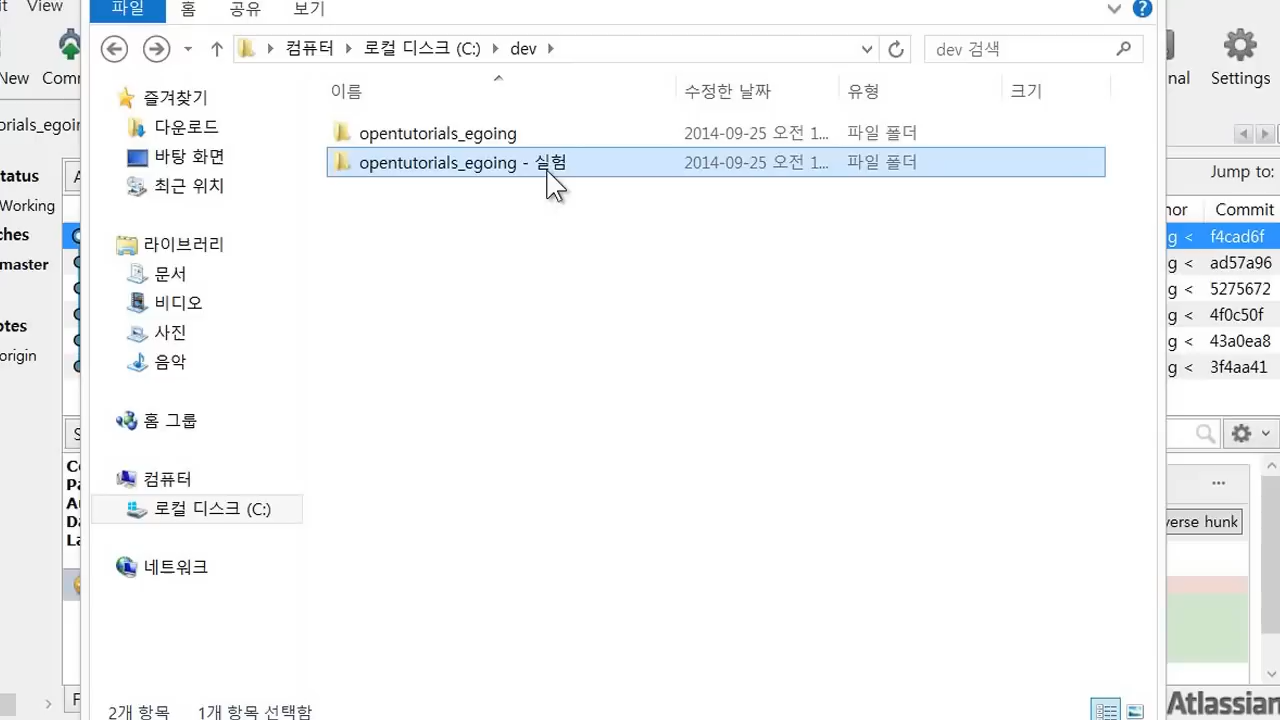 it View
파일 홈 공유 보기
New
컴퓨터 로컬 디스크 (C:) dev
dev 검색
Settings
이름 수정한 날짜 유형 크기
즐겨찾기
다운로드
바탕 화면
최근 위치
opentutorials_egoing 2014-09-25 오전 1... 파일 폴더
opentutorials_egoing - 실험 2014-09-25 오전 1... 파일 폴더
라이브러리
문서
비디오
사진
음악
홈 그룹
컴퓨터
로컬 디스크 (C:)
네트워크
2개 항목 1개 항목 선택함
orials_egoin
tatus
Working
ches
master
otes
origin
Jump to:
hor Commit
g < f4cad6f
g < ad57a96
g < 5275672
g < 4f0c50f
g < 43a0ea8
g < 3f4aa41
verse hunk
Atlassian